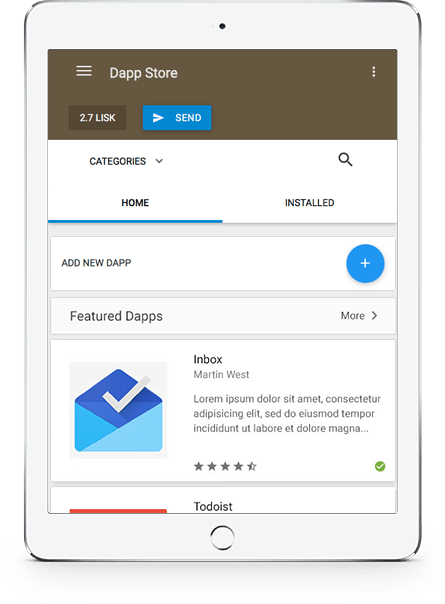 Dapp Store
2.7 LISK
SEND
CATEGORIES
HOME
INSTALLED
ADD NEW DAPP
Featured Dapps
More
Inbox
Martin West
Lorem ipsum dolor sit amet, consectetur
adipisicing elit, sed do eiusmod tempor
incididunt ut labore et dolore magna...
Todoist